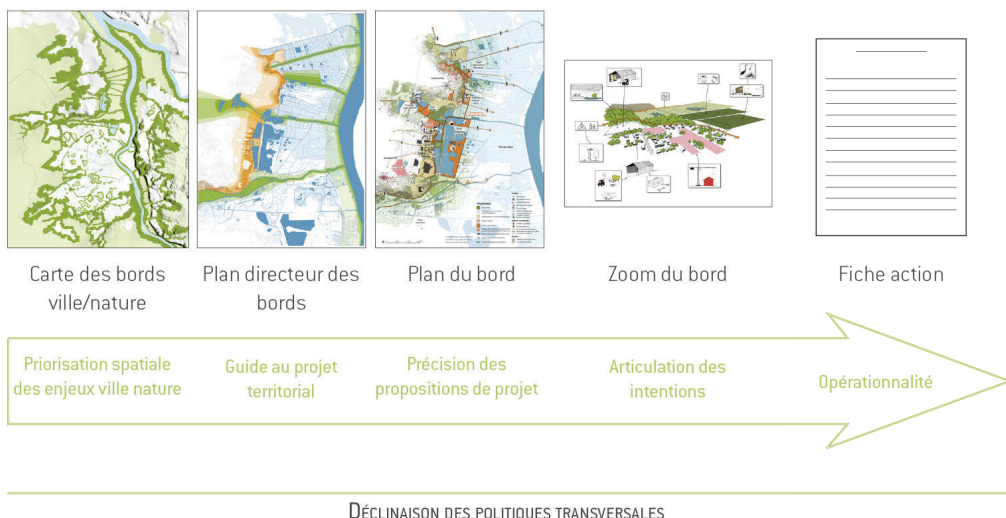 Carte des bords
ville/nature
Plan directeur des
bords
Plan du bord
Zoom du bord
Fiche action
Priorisation spatiale
des enjeux ville nature
Guide au projet
territorial
Précision des
propositions de projet
Articulation des
intentions
Opérationnalité
DÉCLINAISON DES POLITIQUES TRANSVERSALES